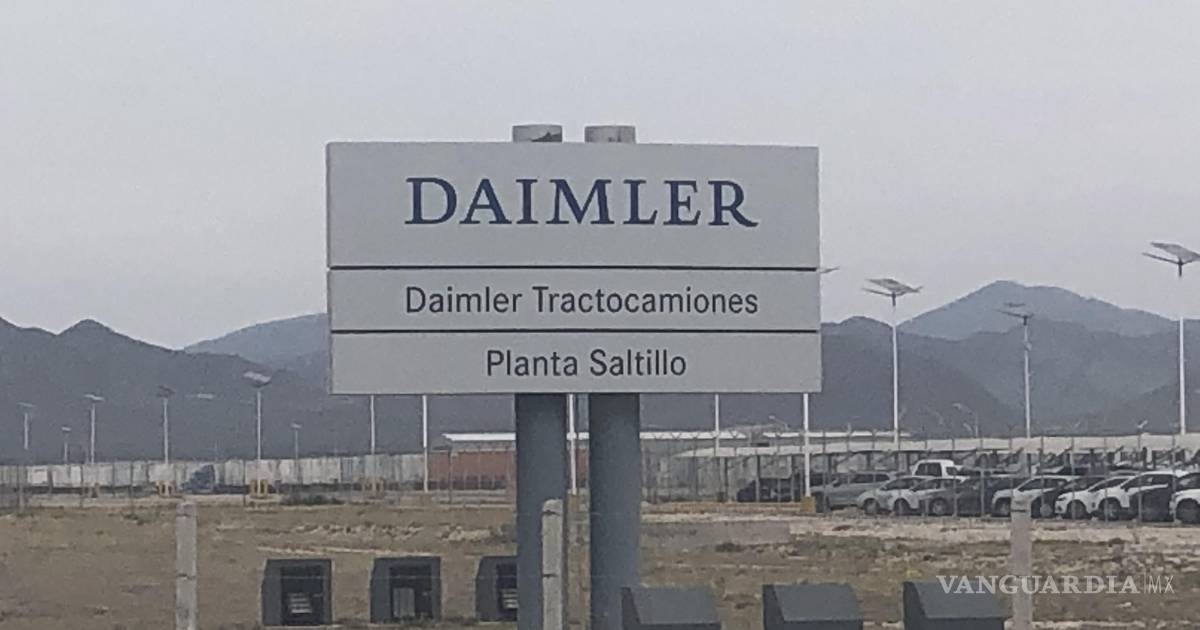 DAIMLER
Daimler Tractocamiones
Planta Saltillo
VANGUARDIA|MX